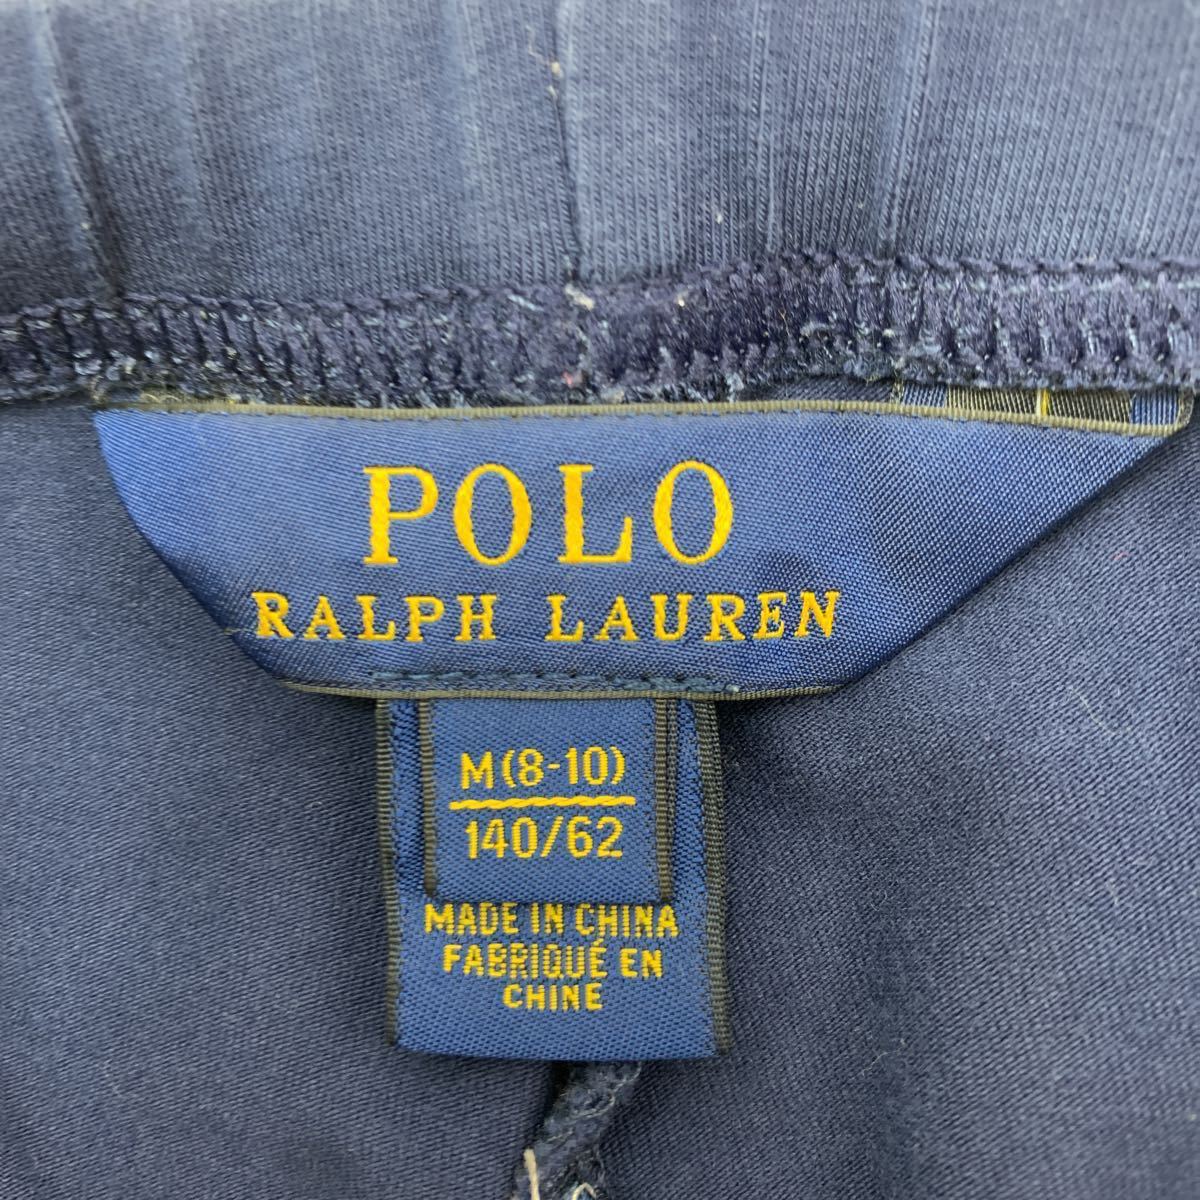 POLO
RALPH LAUREN
M(8-10)
140/62
MADE IN CHINA
FABRIQUÉ EN
CHINE